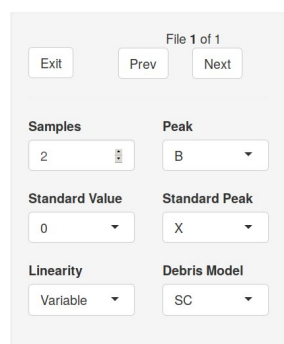 File 1 of 1
Exit Prev Next
Samples Peak
2 B
Standard Value Standard Peak
0 X
Linearity Debris Model
Variable SC